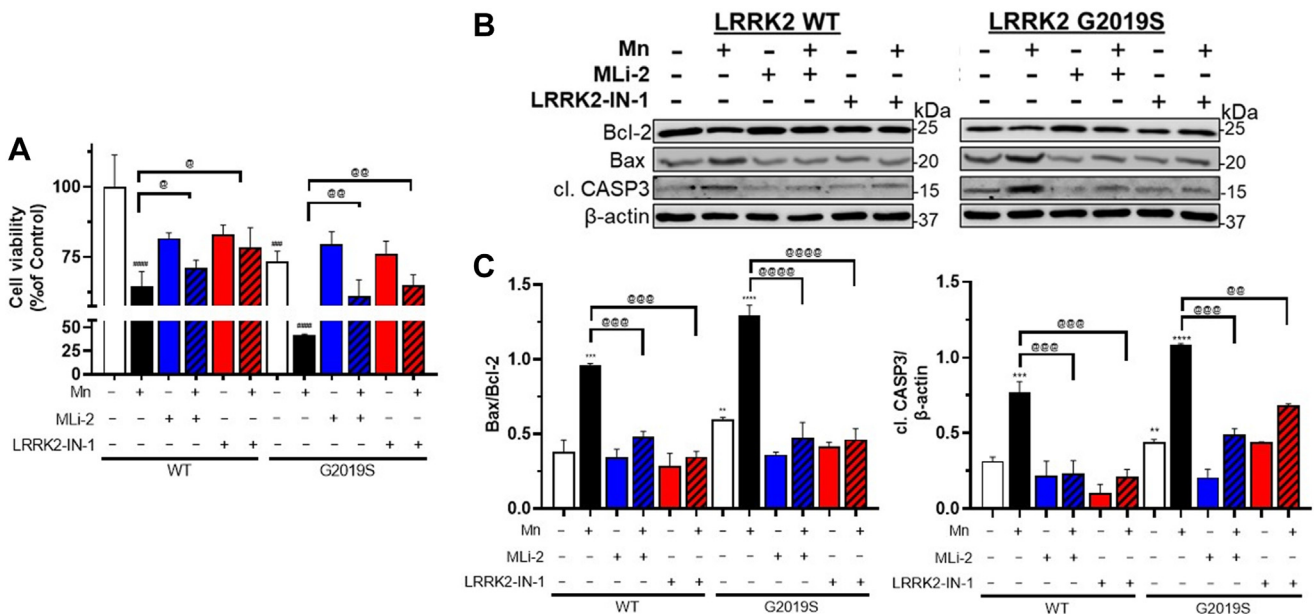 B
LRRK2 WT
LRRK2 G2019S
Mn - + - + - + - + - + - +
MLi-2 - - + + - - - - + + - -
LRRK2-IN-1 - - - - + + - - - - + +
kDa
kDa
Bcl-2 -25 -25
Bax -20 -20
cl. CASP3 -15 -15
β-actin -37 -37
A
Cell viability
(%of Control)
100
75
50
25
0
@
@
@@
@@
####
###
####
Mn - + - + - + - + - + - +
MLi-2 - - + + - - - - + + - -
LRRK2-IN-1 - - - - + + - - - - + +
WT
G2019S
C
Bax/Bcl-2
1.5
1.0
0.5
0.0
***
@@@
@@@
**
****
@@@@
@@@@
Mn - + - + - + - + - + - +
MLi-2 - - + + - - - - + + - -
LRRK2-IN-1 - - - - + + - - - - + +
WT
G2019S
cl. CASP3/
β-actin
1.5
1.0
0.5
0.0
***
@@@
@@@
**
****
@@@
@@
Mn - + - + - + - + - + - +
MLi-2 - - + + - - - - + + - -
LRRK2-IN-1 - - - - + + - - - - + +
WT
G2019S